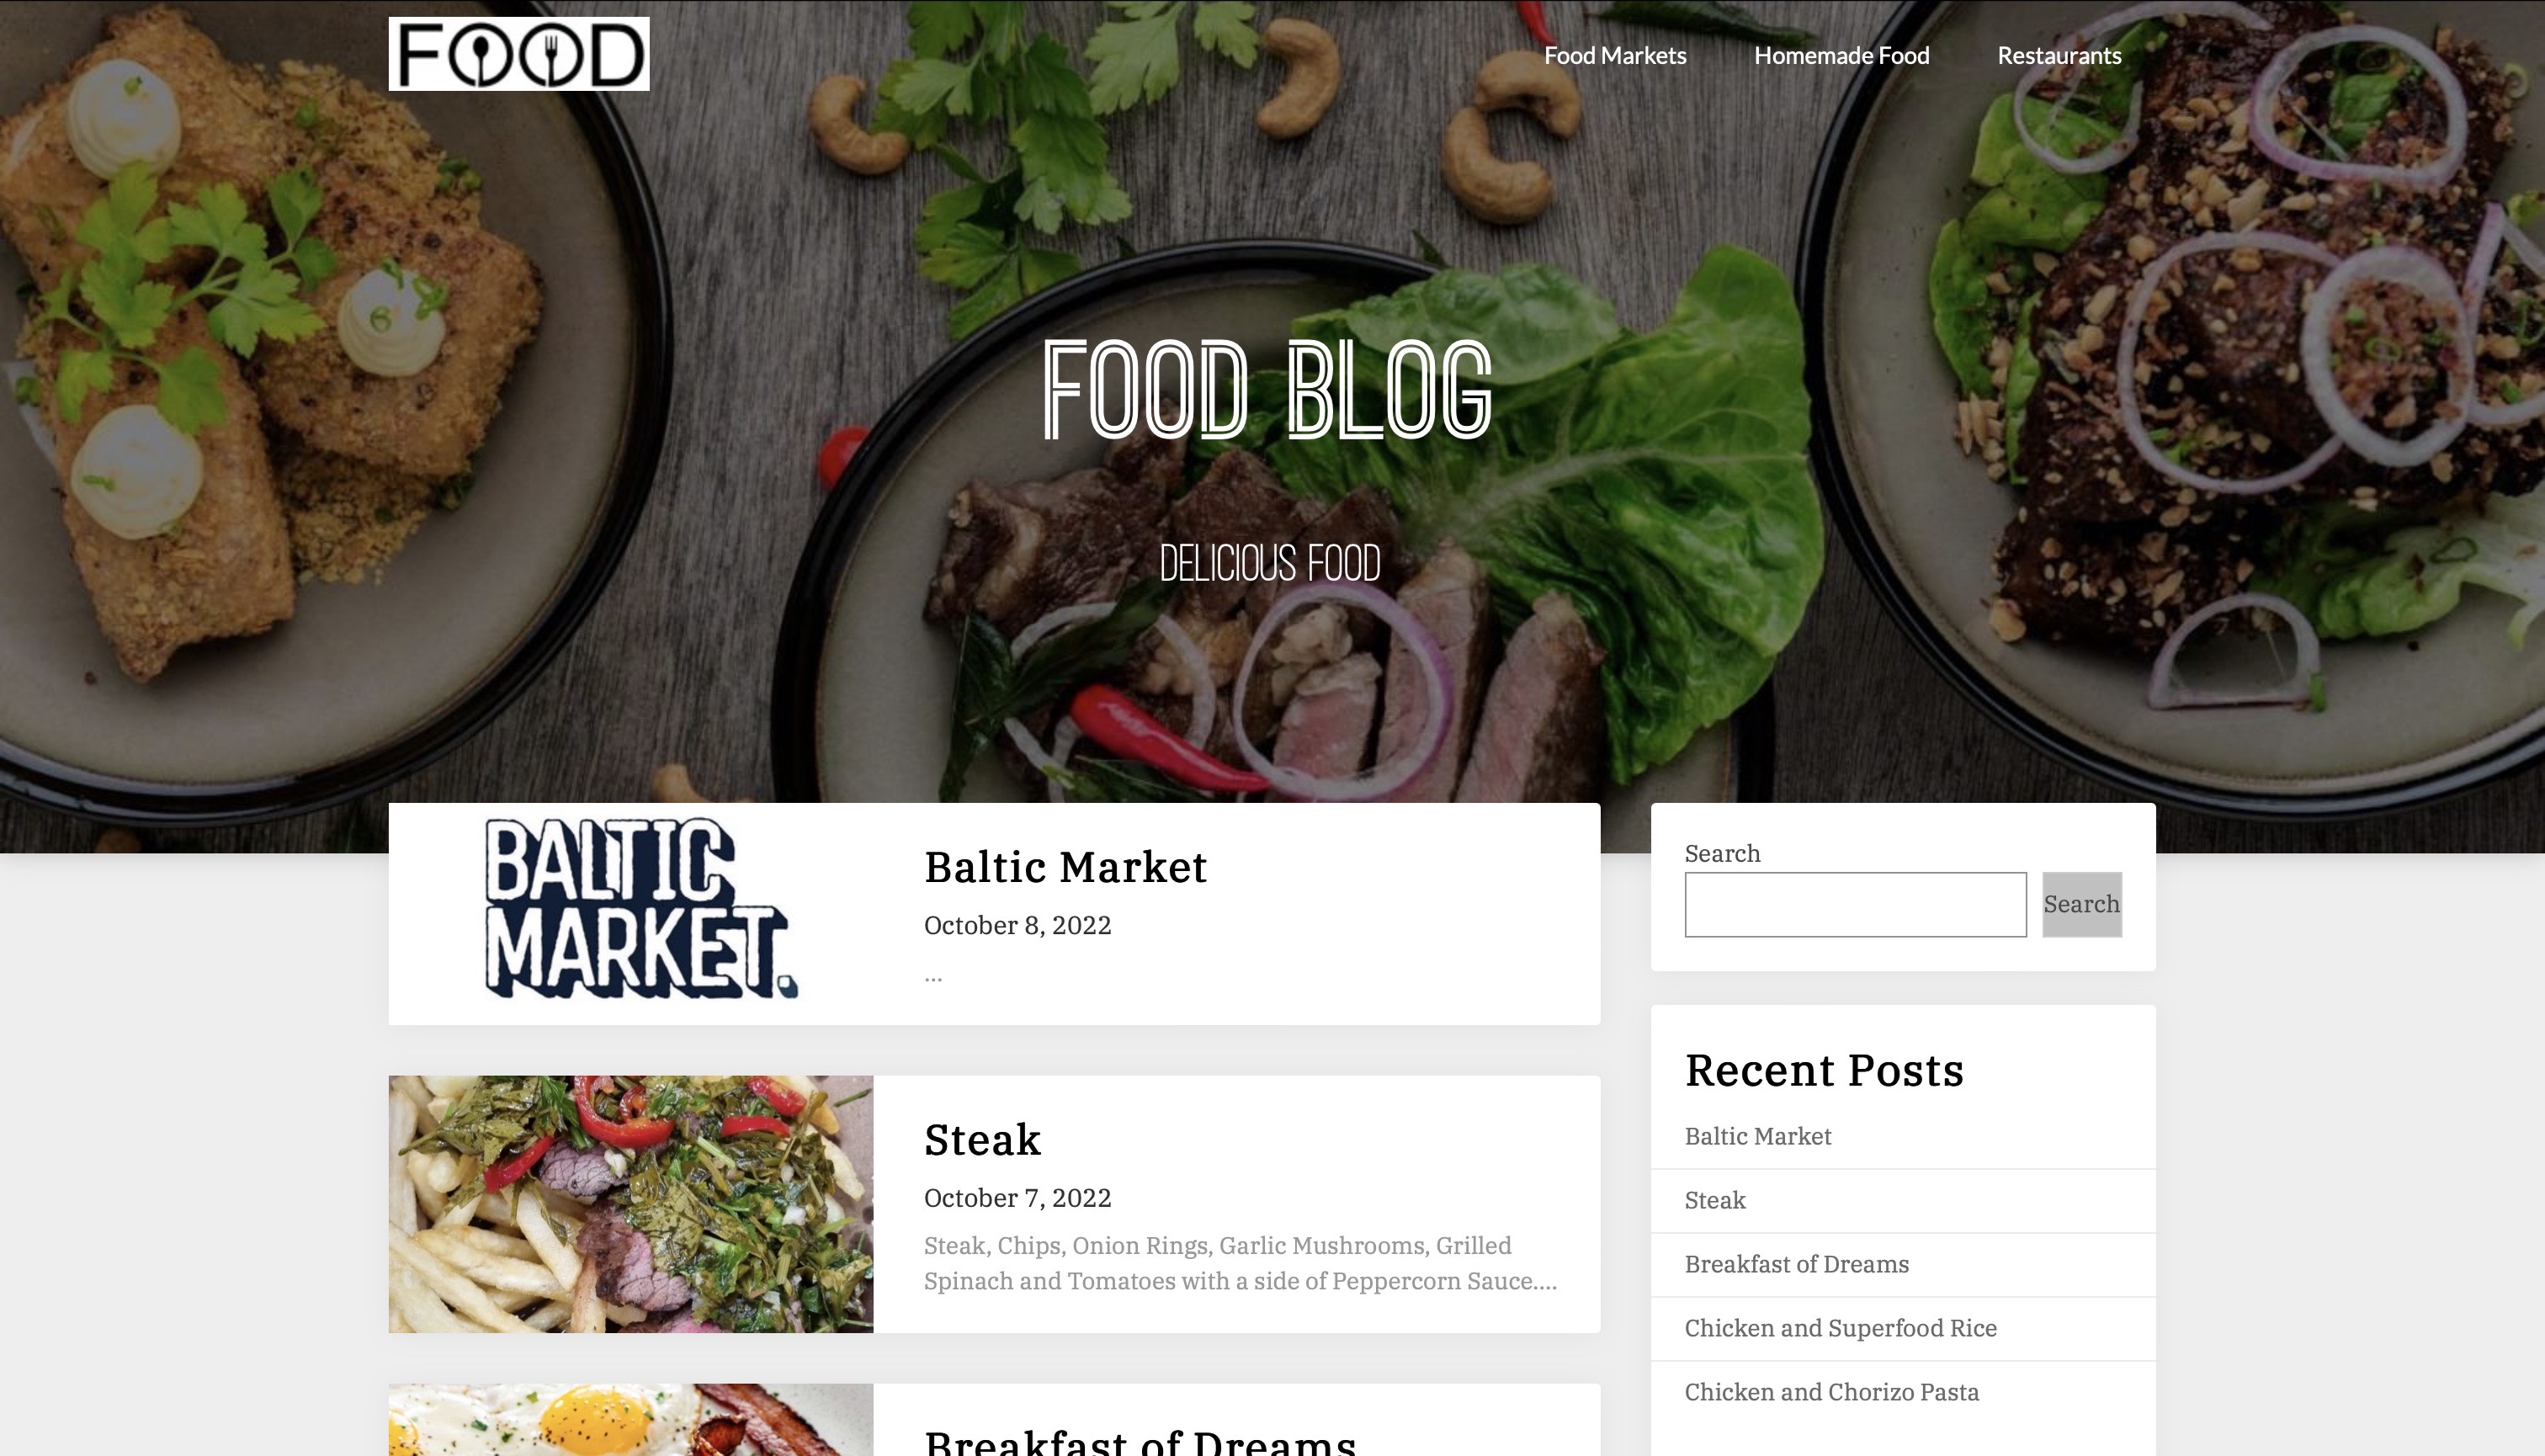 FOOD
Food Markets
Homemade Food
Restaurants
FOOD BLOG
DELICIOUS FOOD
BALTIC
MARKET.
Baltic Market
October 8, 2022
...
Steak
October 7, 2022
Steak, Chips, Onion Rings, Garlic Mushrooms, Grilled
Spinach and Tomatoes with a side of Peppercorn Sauce....
Breakfast of Dreams
Search
Search
Recent Posts
Baltic Market
Steak
Breakfast of Dreams
Chicken and Superfood Rice
Chicken and Chorizo Pasta